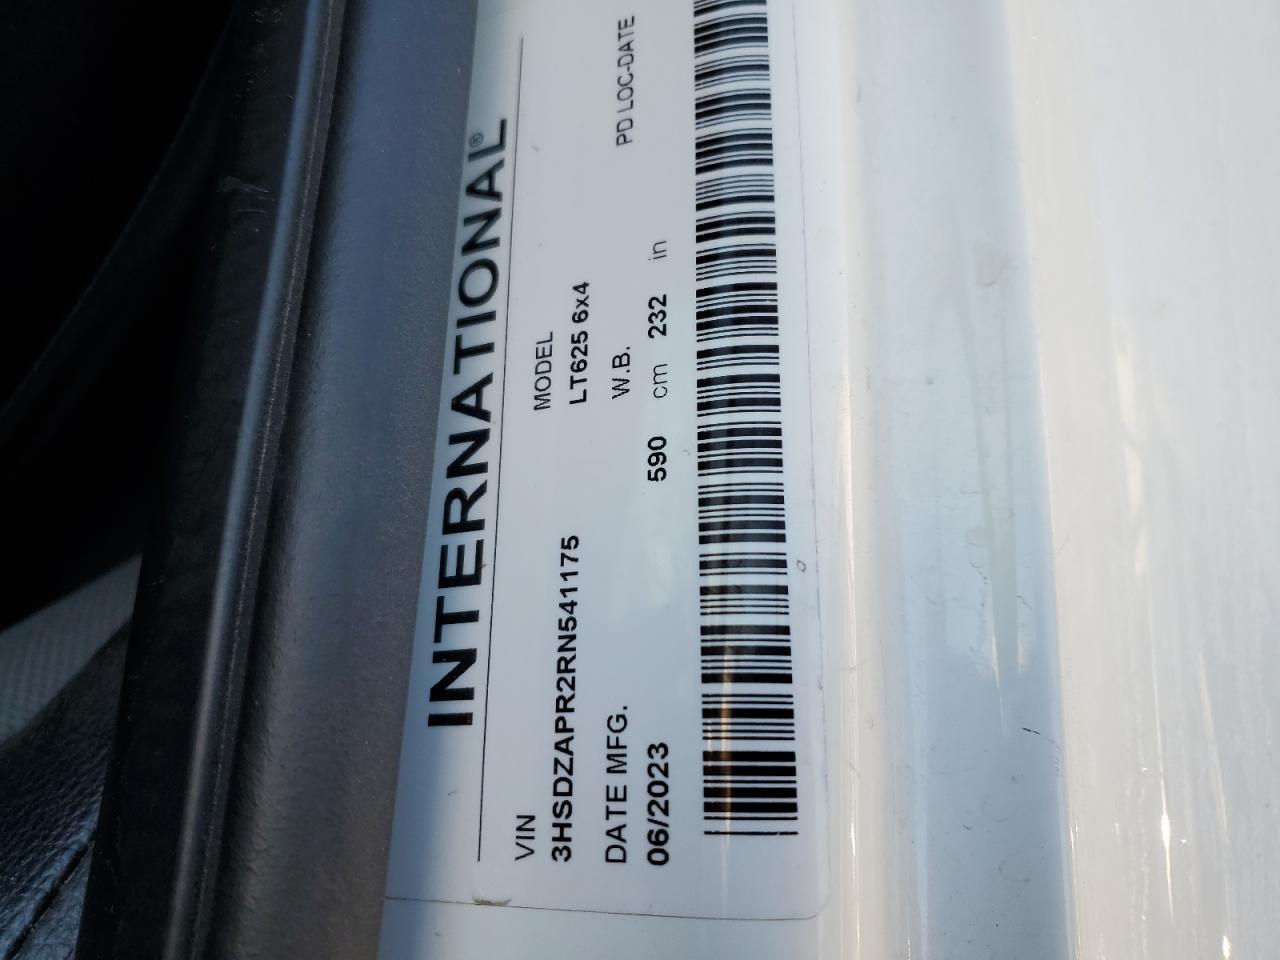 INTERNATIONAL®
VIN MODEL
3HSDZAPR2RN541175 LT625 6x4
DATE MFG. W.B. PD LOC-DATE
06/2023 590 cm 232 in